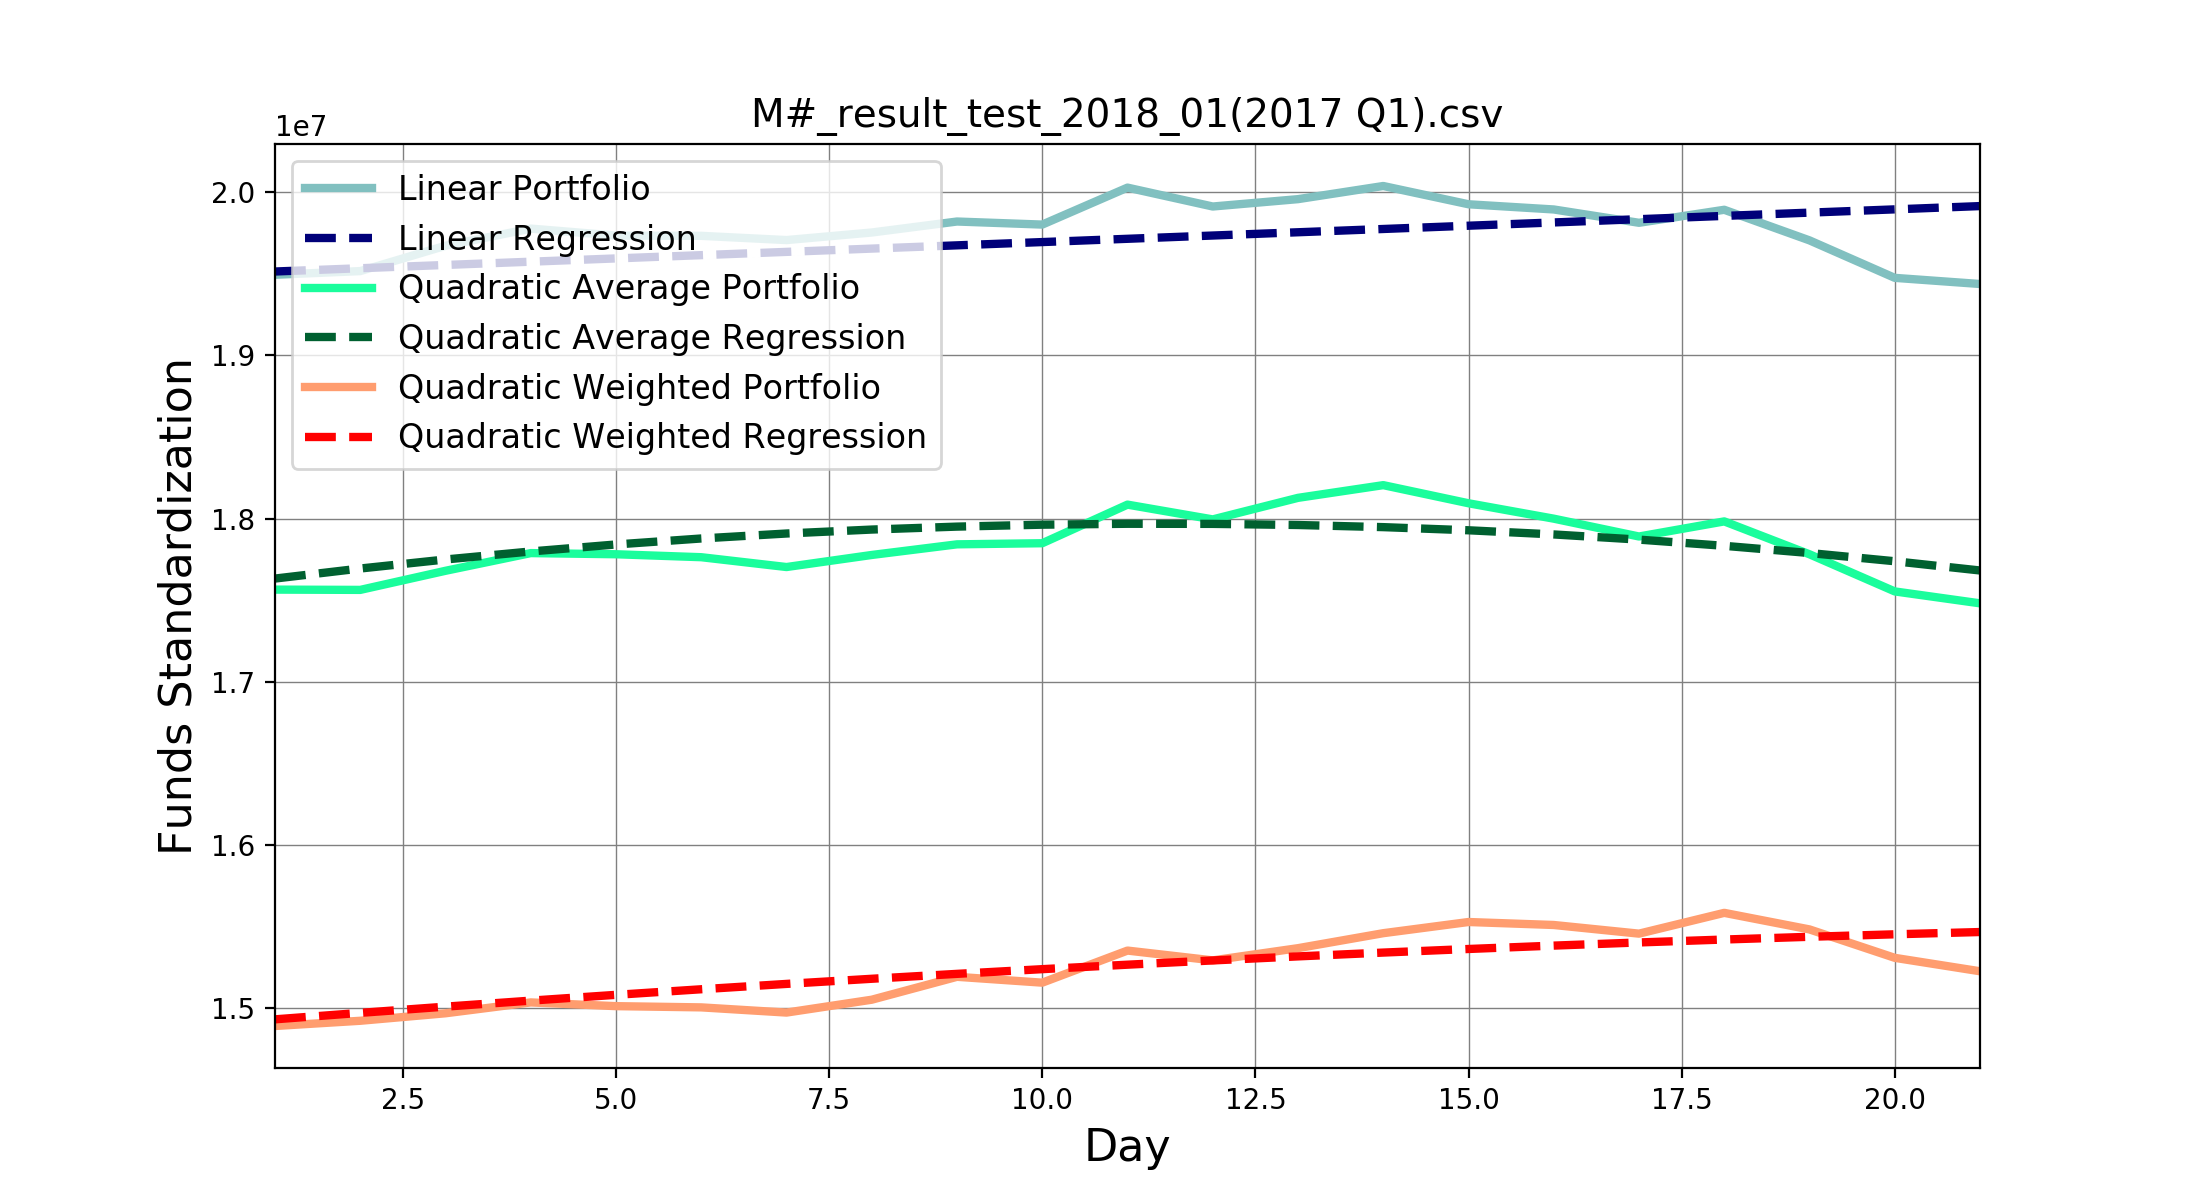 M#_result_test_2018_01(2017 Q1).csv
1e7
Linear Portfolio
Linear Regression
Quadratic Average Portfolio
Quadratic Average Regression
Quadratic Weighted Portfolio
Quadratic Weighted Regression
Funds Standardization
2.0
1.9
1.8
1.7
1.6
1.5
2.5 5.0 7.5 10.0 12.5 15.0 17.5 20.0
Day